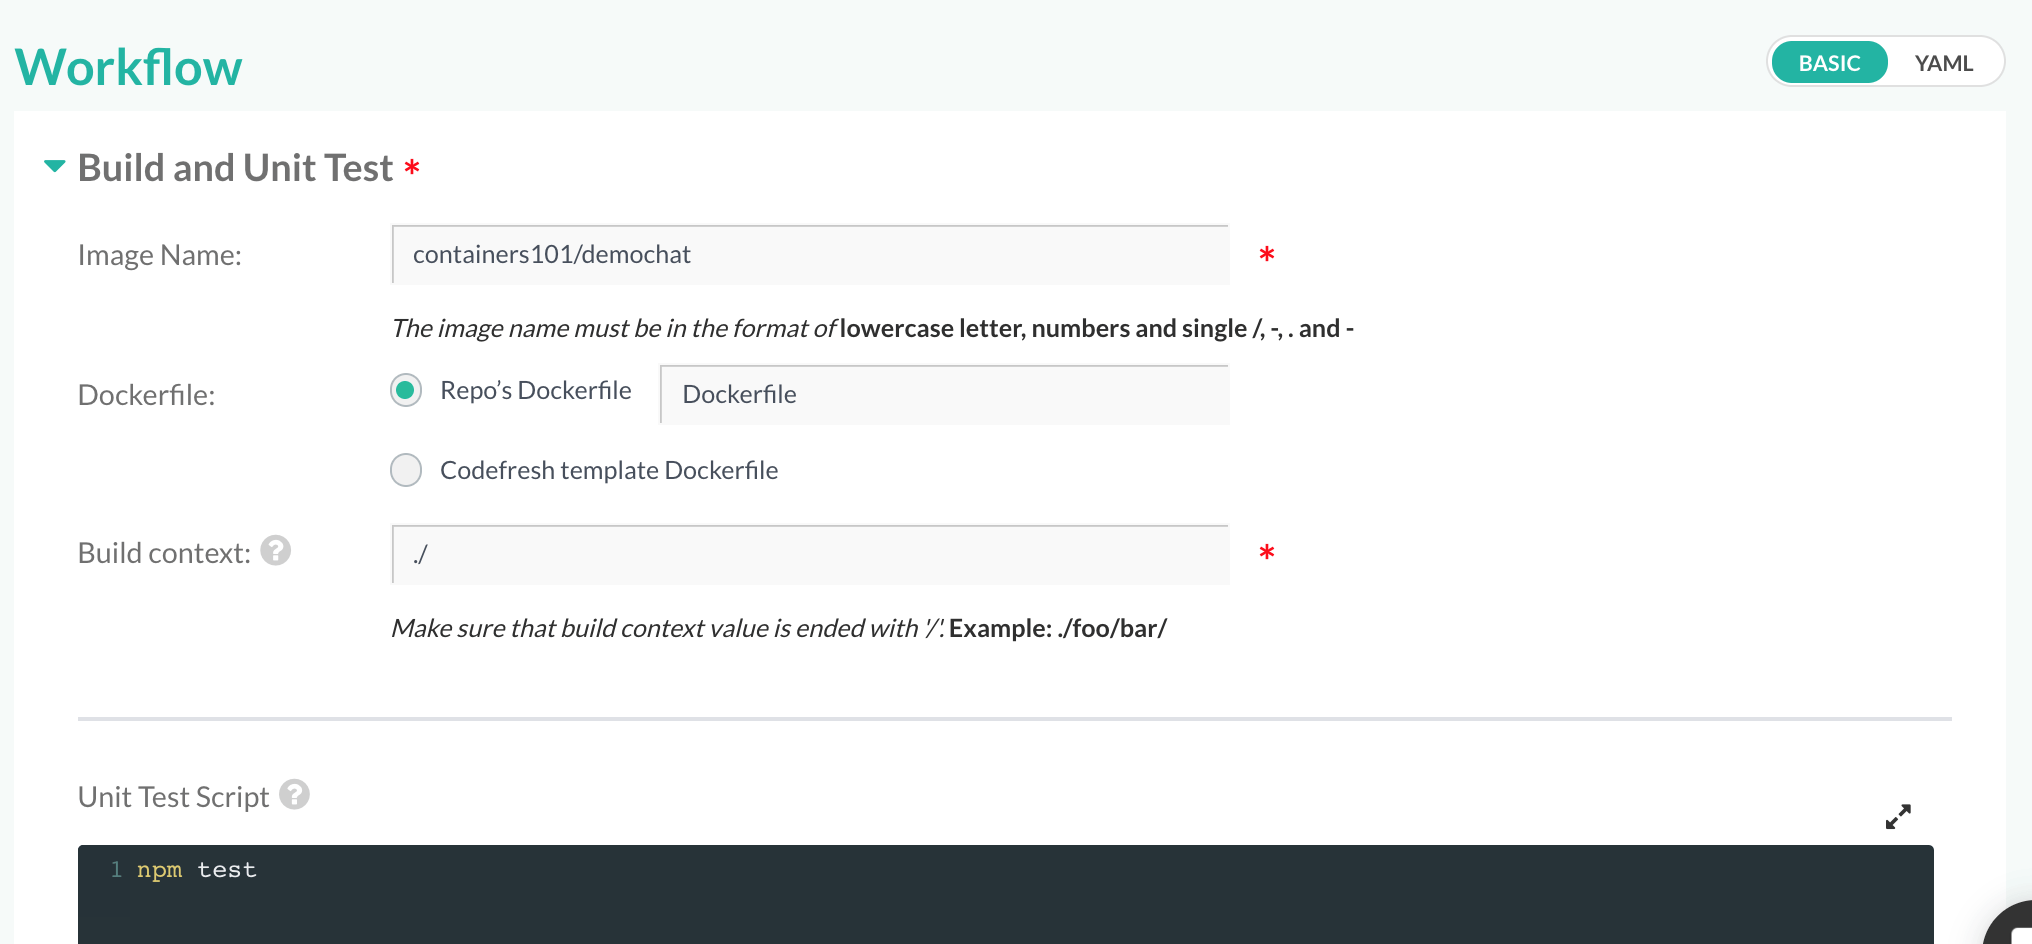 Workflow
BASIC YAML
Build and Unit Test *
Image Name: containers101/demochat *
The image name must be in the format of lowercase letter, numbers and single /, -, . and -
Dockerfile: Repo’s Dockerfile Dockerfile
Codefresh template Dockerfile
Build context: ? ./ *
Make sure that build context value is ended with '/'. Example: ./foo/bar/
Unit Test Script ?
1 npm test